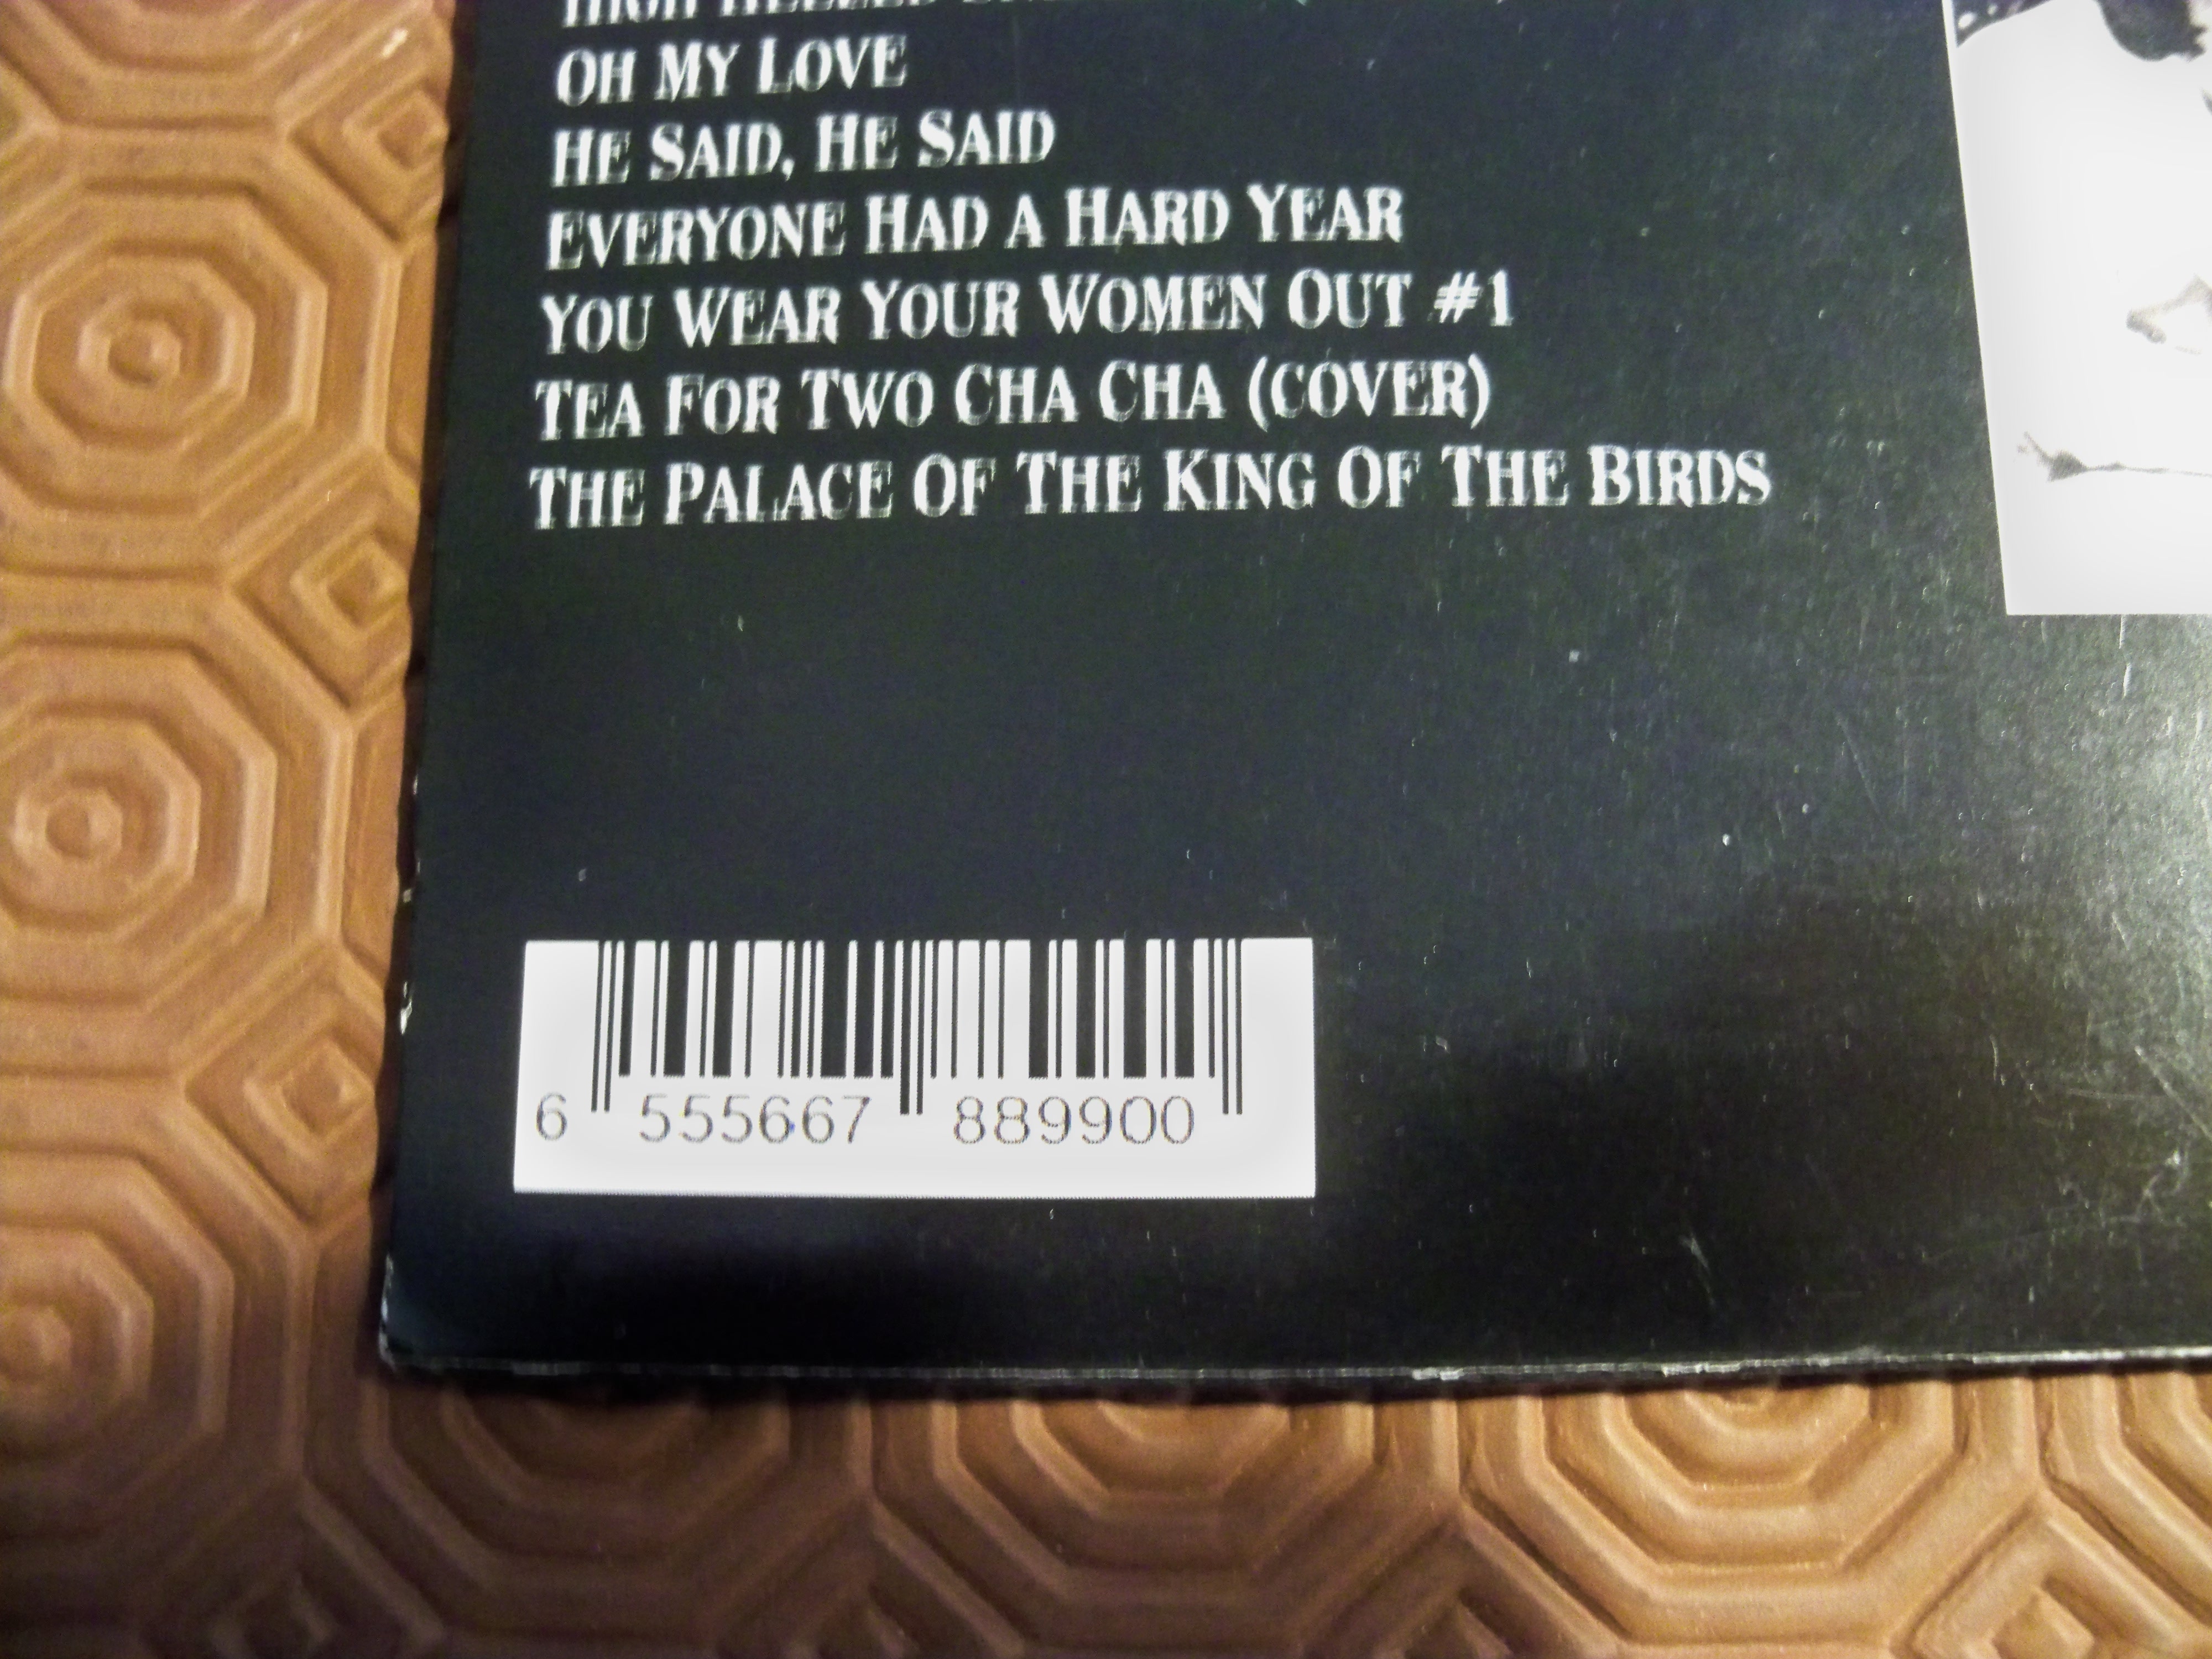 OH MY LOVE
HE SAID, HE SAID
EVERYONE HAD A HARD YEAR
YOU WEAR YOUR WOMEN OUT #1
TEA FOR TWO CHA CHA (COVER)
THE PALACE OF THE KING OF THE BIRDS
6 555667 889900